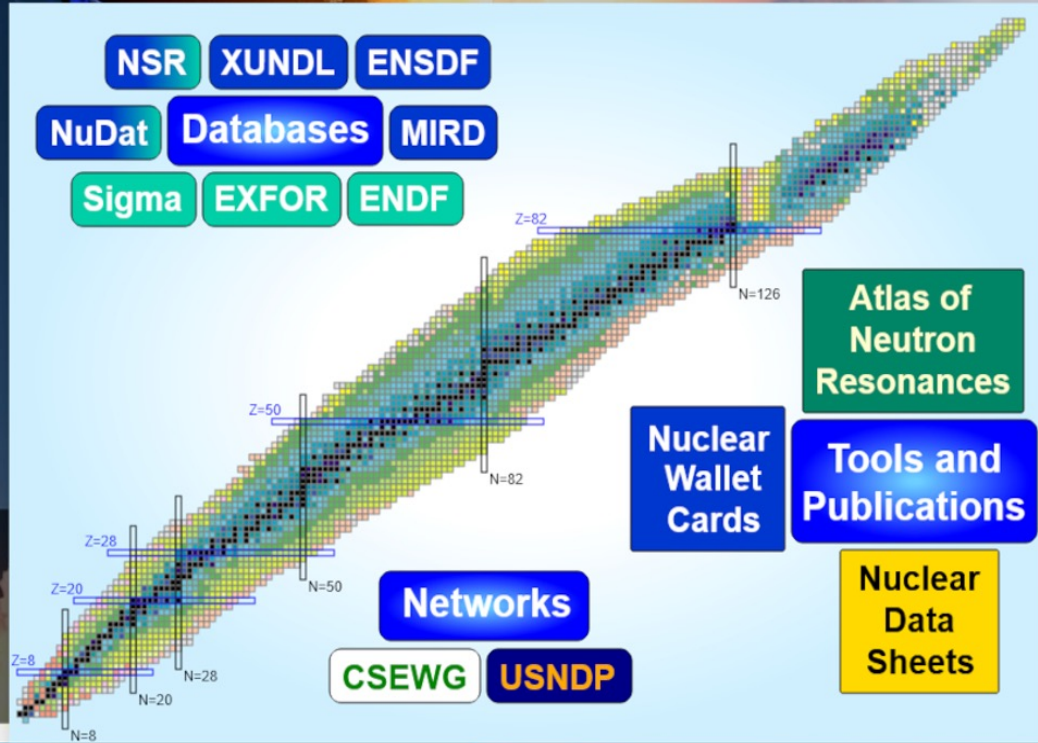 NSR XUNDL ENSDF
NuDat Databases MIRD
Sigma EXFOR ENDF
Z=82
N=126
Atlas of
Neutron
Resonances
Z=50
N=82
Nuclear
Wallet
Cards
Tools and
Publications
Z=28
N=50
Z=20
N=28
Networks
CSEWG USNDP
Nuclear
Data
Sheets
Z=8
N=20
N=8